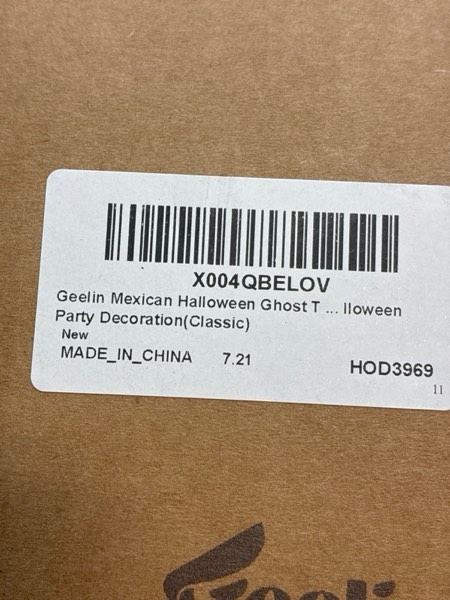 X004QBELOV
Geelin Mexican Halloween Ghost T ... lloween
Party Decoration(Classic)
New
MADE_IN_CHINA 7.21
HOD3969
11